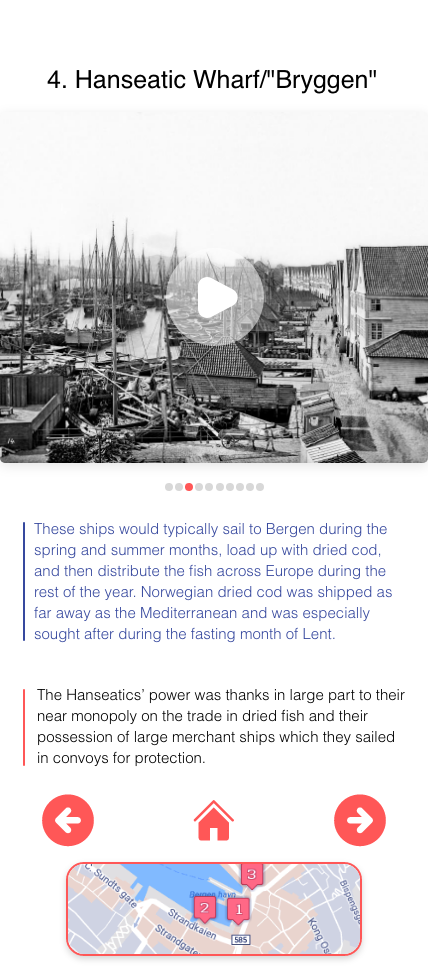 4. Hanseatic Wharf/"Bryggen"
These ships would typically sail to Bergen during the
spring and summer months, load up with dried cod,
and then distribute the fish across Europe during the
rest of the year. Norwegian dried cod was shipped as
far away as the Mediterranean and was especially
sought after during the fasting month of Lent.
The Hanseatics’ power was thanks in large part to their
near monopoly on the trade in dried fish and their
possession of large merchant ships which they sailed
in convoys for protection.
C. Sundts gate
3
Bergen havn
2
1
Strandkaien
Strandgate
585
Kong Os
Bispengsga